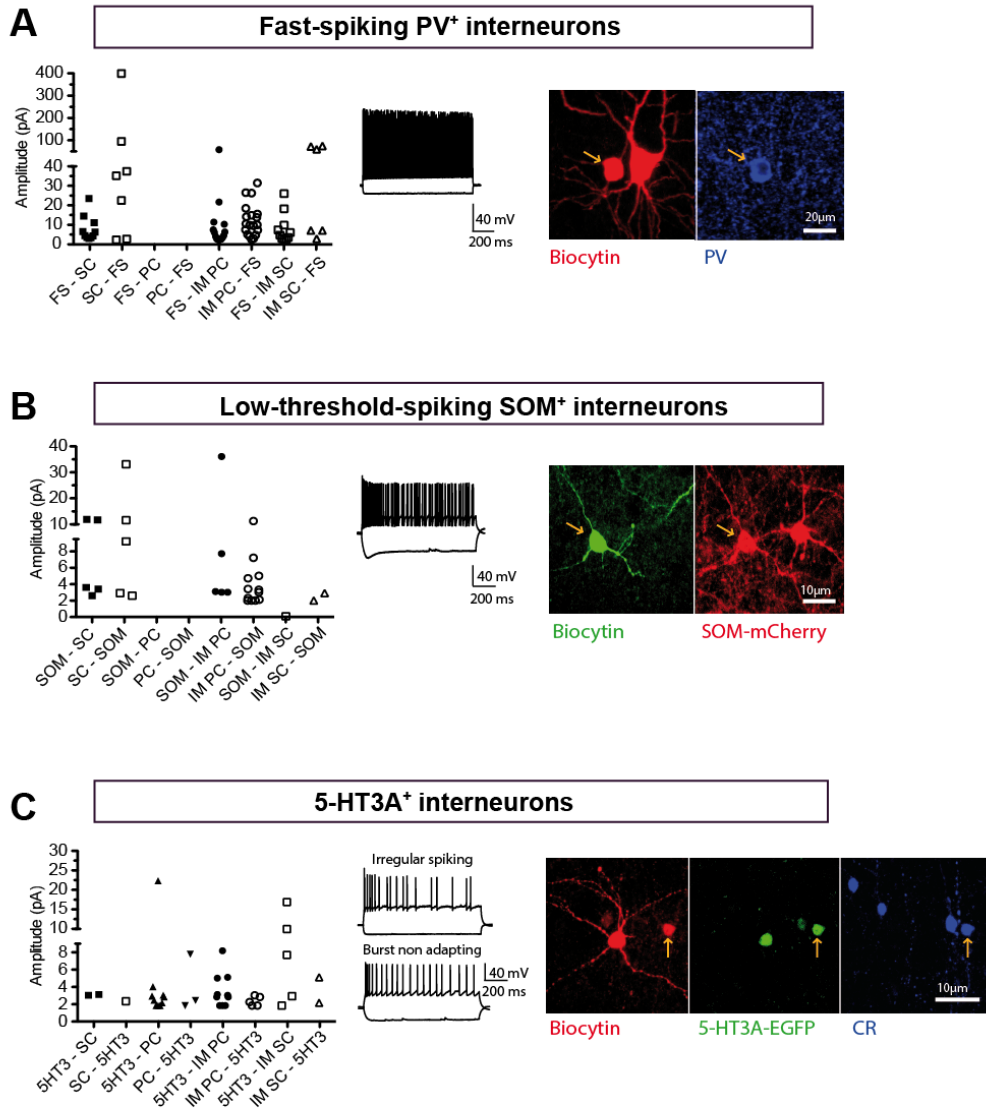 A
Fast-spiking PV⁺ interneurons
400
300
200
100
40
30
20
10
0
Amplitude (pA)
FS - SC
SC - FS
FS - PC
PC - FS
FS - IM PC
IM PC - FS
FS - IM SC
IM SC - FS
40 mV
200 ms
20µm
Biocytin
PV
B
Low-threshold-spiking SOM⁺ interneurons
40
30
20
10
8
6
4
2
0
Amplitude (pA)
SOM - SC
SC - SOM
SOM - PC
PC - SOM
SOM - IM PC
IM PC - SOM
SOM - IM SC
IM SC - SOM
40 mV
200 ms
10µm
Biocytin
SOM-mCherry
C
5-HT3A⁺ interneurons
30
25
20
15
10
8
6
4
2
0
Amplitude (pA)
5HT3 - SC
SC - 5HT3
5HT3 - PC
PC - 5HT3
5HT3 - IM PC
IM PC - 5HT3
5HT3 - IM SC
IM SC - 5HT3
Irregular spiking
Burst non adapting
40 mV
200 ms
10µm
Biocytin
5-HT3A-EGFP
CR